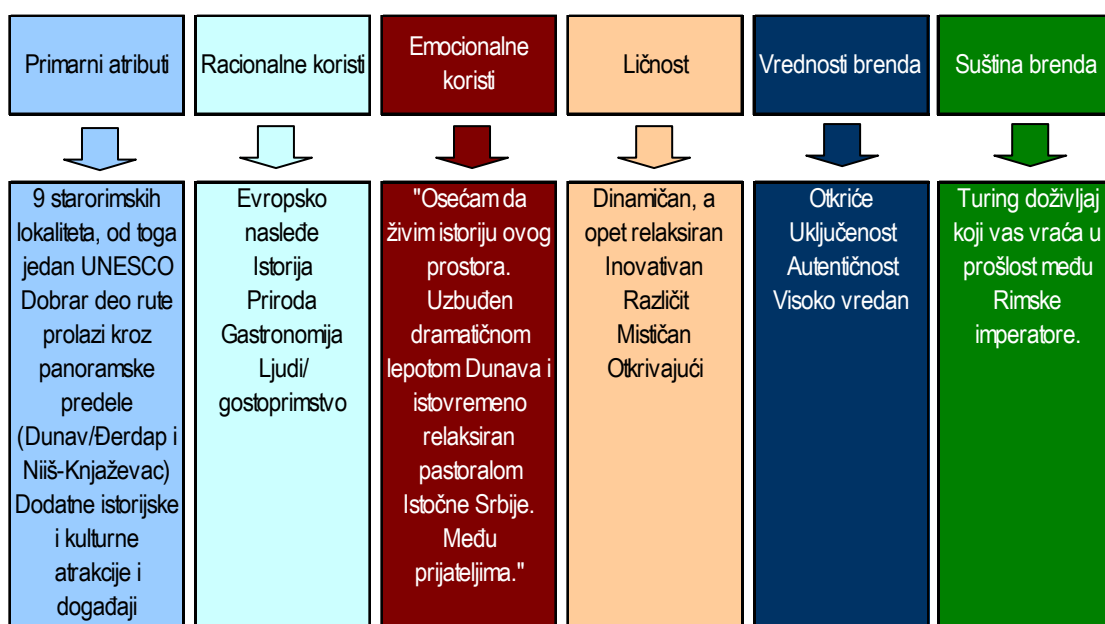 Primarni atributi
Racionalne koristi
Emocionalne
koristi
Ličnost
Vrednosti brenda
Suština brenda
9 starorimskih
lokaliteta, od toga
jedan UNESCO
Dobrar deo rute
prolazi kroz
panoramske
predele
(Dunav/Đerdap i
Niiš-Knjaževac)
Dodatne istorijske
i kulturne
atrakcije i
događaji
Evropsko
nasleđe
Istorija
Priroda
Gastronomija
Ljudi/
gostoprimstvo
"Osećam da
živim istoriju ovog
prostora.
Uzbuđen
dramatičnom
lepotom Dunava i
istovremeno
relaksiran
pastoralom
Istočne Srbije.
Među
prijateljima."
Dinamičan, a
opet relaksiran
Inovativan
Različit
Mističan
Otkrivajući
Otkriće
Uključenost
Autentičnost
Visoko vredan
Turing doživljaj
koji vas vraća u
prošlost među
Rimske
imperatore.